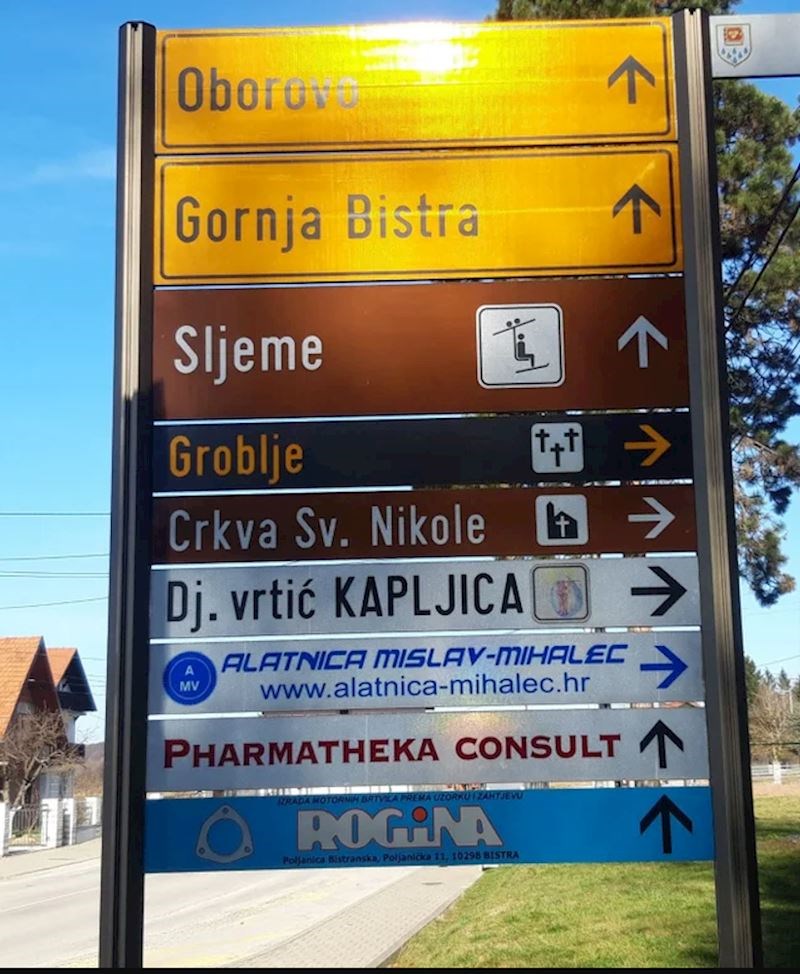 Oborovo
Gornja Bistra
Sljeme
Groblje
Crkva Sv. Nikole
Dj. vrtić KAPLJICA
A MV
ALATNICA MISLAV-MIHALEC
www.alatnica-mihalec.hr
PHARMATHEKA CONSULT
IZRADA MOTORNIH BRTVILA PREMA UZORKU I ZAHTJEVU
ROGINA
Poljanica Bistranska, Poljanička 11, 10298 BISTRA